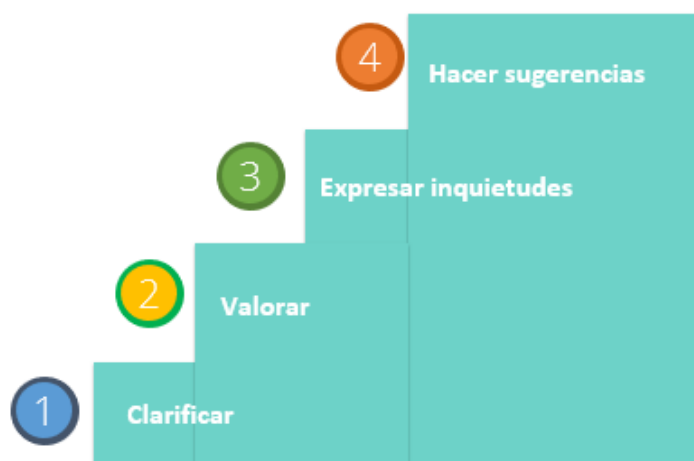 4
Hacer sugerencias
3
Expresar inquietudes
2
Valorar
1
Clarificar